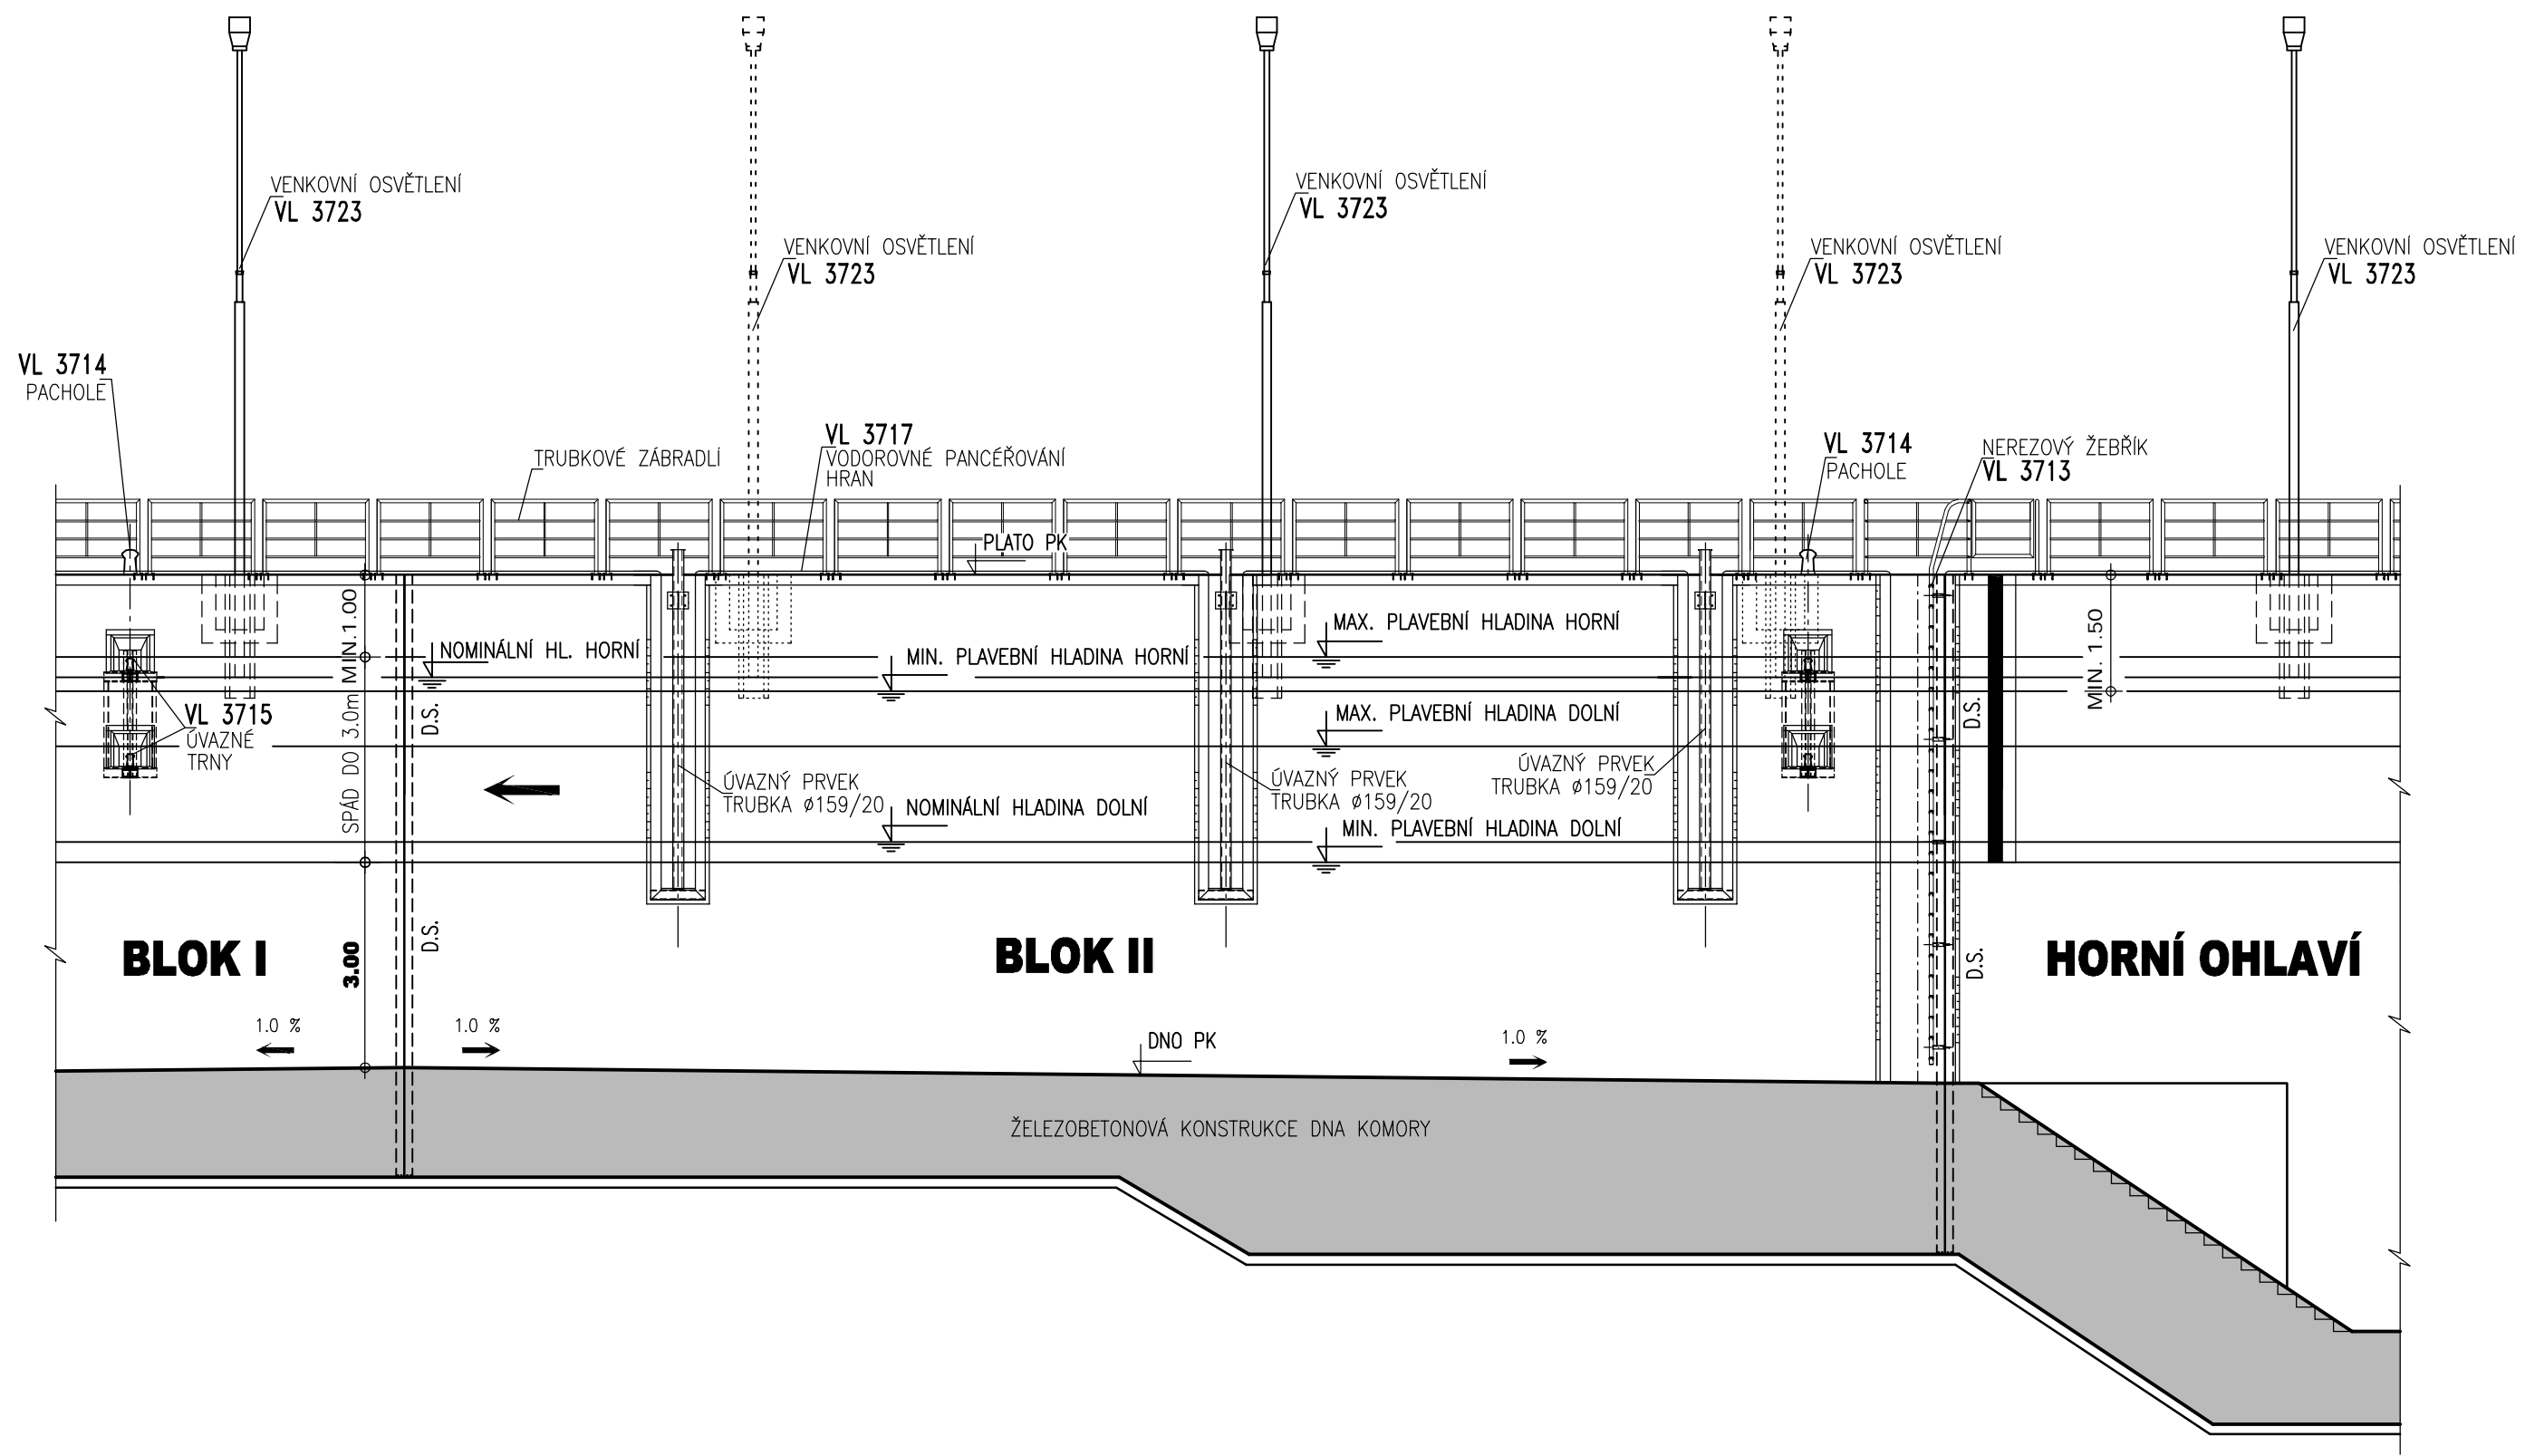 VENKOVNÍ OSVĚTLENÍ
VL 3723
VENKOVNÍ OSVĚTLENÍ
VL 3723
VENKOVNÍ OSVĚTLENÍ
VL 3723
VENKOVNÍ OSVĚTLENÍ
VL 3723
VENKOVNÍ OSVĚTLENÍ
VL 3723
VL 3714
PACHOLE
TRUBKOVÉ ZÁBRADLÍ
VL 3717
VODOROVNÉ PANCÉŘOVÁNÍ
HRAN
VL 3714
PACHOLE
NEREZOVÝ ŽEBŘÍK
VL 3713
PLATO PK
MIN.1.00
NOMINÁLNÍ HL. HORNÍ
MIN. PLAVEBNÍ HLADINA HORNÍ
MAX. PLAVEBNÍ HLADINA HORNÍ
MIN. 1.50
VL 3715
ÚVAZNÉ
TRNY
SPÁD DO 3.0m
D.S.
MAX. PLAVEBNÍ HLADINA DOLNÍ
D.S.
ÚVAZNÝ PRVEK
TRUBKA ø159/20
ÚVAZNÝ PRVEK
TRUBKA ø159/20
ÚVAZNÝ PRVEK
TRUBKA ø159/20
NOMINÁLNÍ HLADINA DOLNÍ
MIN. PLAVEBNÍ HLADINA DOLNÍ
BLOK I
3.00
D.S.
BLOK II
D.S.
HORNÍ OHLAVÍ
1.0 %
1.0 %
DNO PK
1.0 %
ŽELEZOBETONOVÁ KONSTRUKCE DNA KOMORY